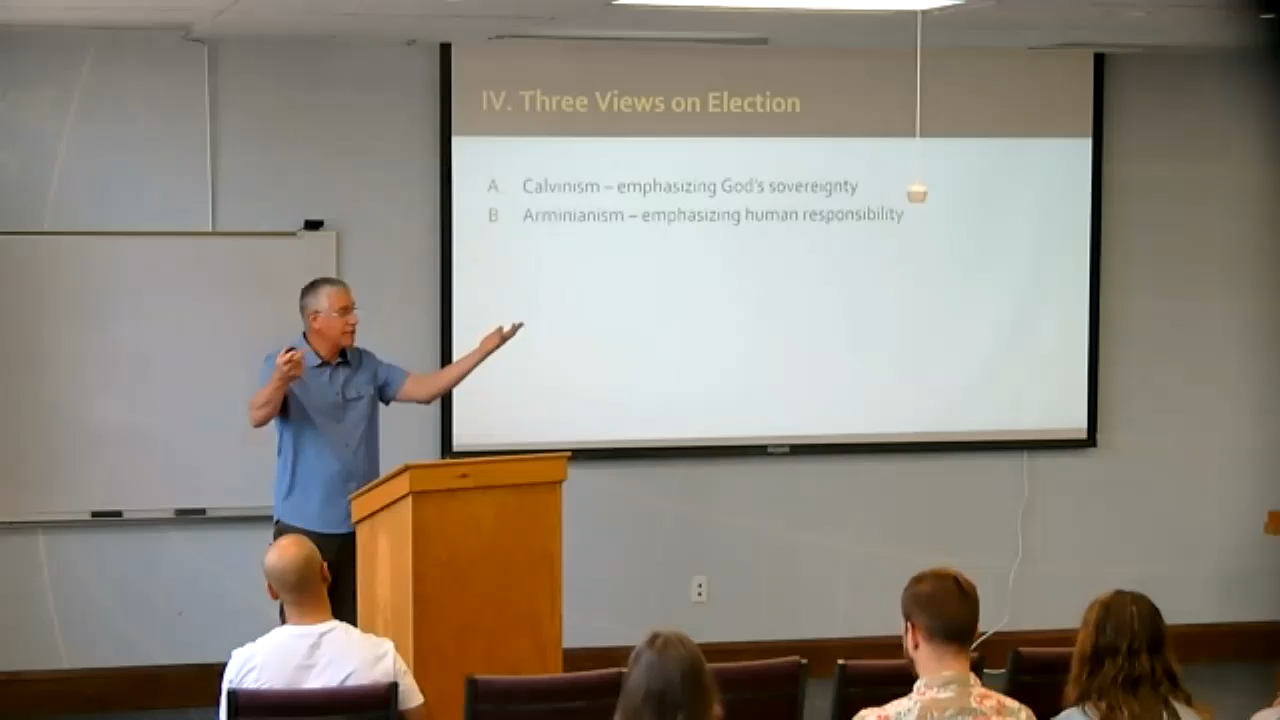 IV. Three Views on Election
A. Calvinism – emphasizing God's sovereignty
B Arminianism – emphasizing human responsibility